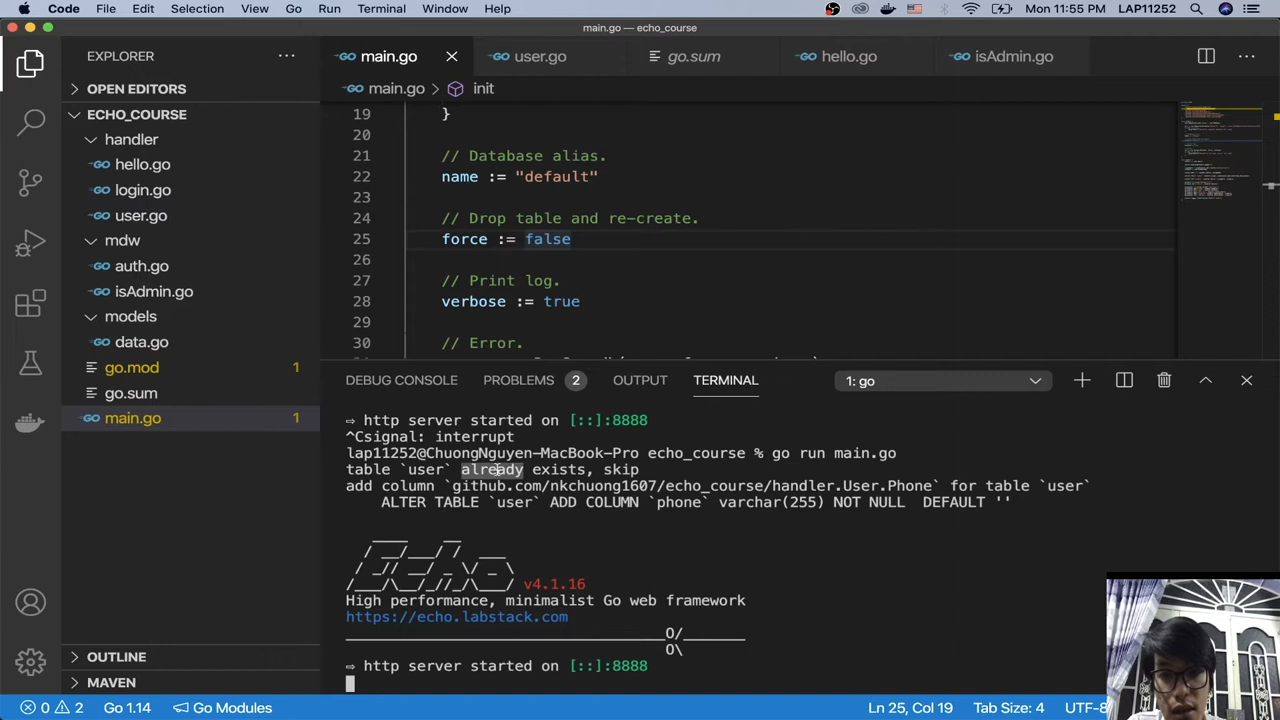 Code File Edit Selection View Go Run Terminal Window Help Mon 11:55 PM LAP11252
main.go — echo_course
EXPLORER
main.go user.go go.sum hello.go isAdmin.go
OPEN EDITORS
main.go > init
ECHO_COURSE
handler
hello.go
login.go
user.go
mdw
auth.go
isAdmin.go
models
data.go
go.mod 1
go.sum
main.go 1
OUTLINE
MAVEN
19 }
20
21 // Database alias.
22 name := "default"
23
24 // Drop table and re-create.
25 force := false
26
27 // Print log.
28 verbose := true
29
30 // Error.
DEBUG CONSOLE PROBLEMS 2 OUTPUT TERMINAL 1: go
⇨ http server started on [::]:8888
^Csignal: interrupt
lap11252@ChuongNguyen-MacBook-Pro echo_course % go run main.go
table `user` already exists, skip
add column `github.com/nkchuong1607/echo_course/handler.User.Phone` for table `user`
ALTER TABLE `user` ADD COLUMN `phone` varchar(255) NOT NULL DEFAULT ''
Echo v4.1.16
High performance, minimalist Go web framework
https://echo.labstack.com
____________________________________O/_______
O\
⇨ http server started on [::]:8888
0 2 Go 1.14 Go Modules Ln 25, Col 19 Tab Size: 4